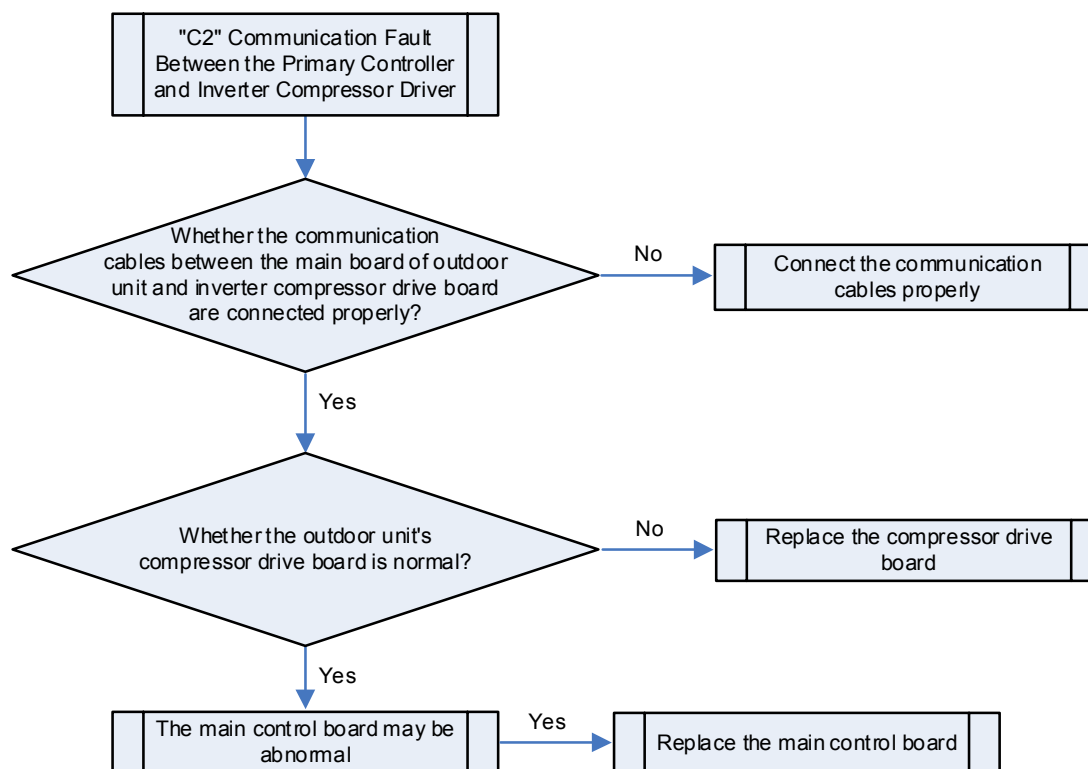 "C2" Communication Fault
Between the Primary Controller
and Inverter Compressor Driver
Whether the communication
cables between the main board of outdoor
unit and inverter compressor drive board
are connected properly?
No
Connect the communication
cables properly
Yes
Whether the outdoor unit's
compressor drive board is normal?
No
Replace the compressor drive
board
Yes
The main control board may be
abnormal
Yes
Replace the main control board